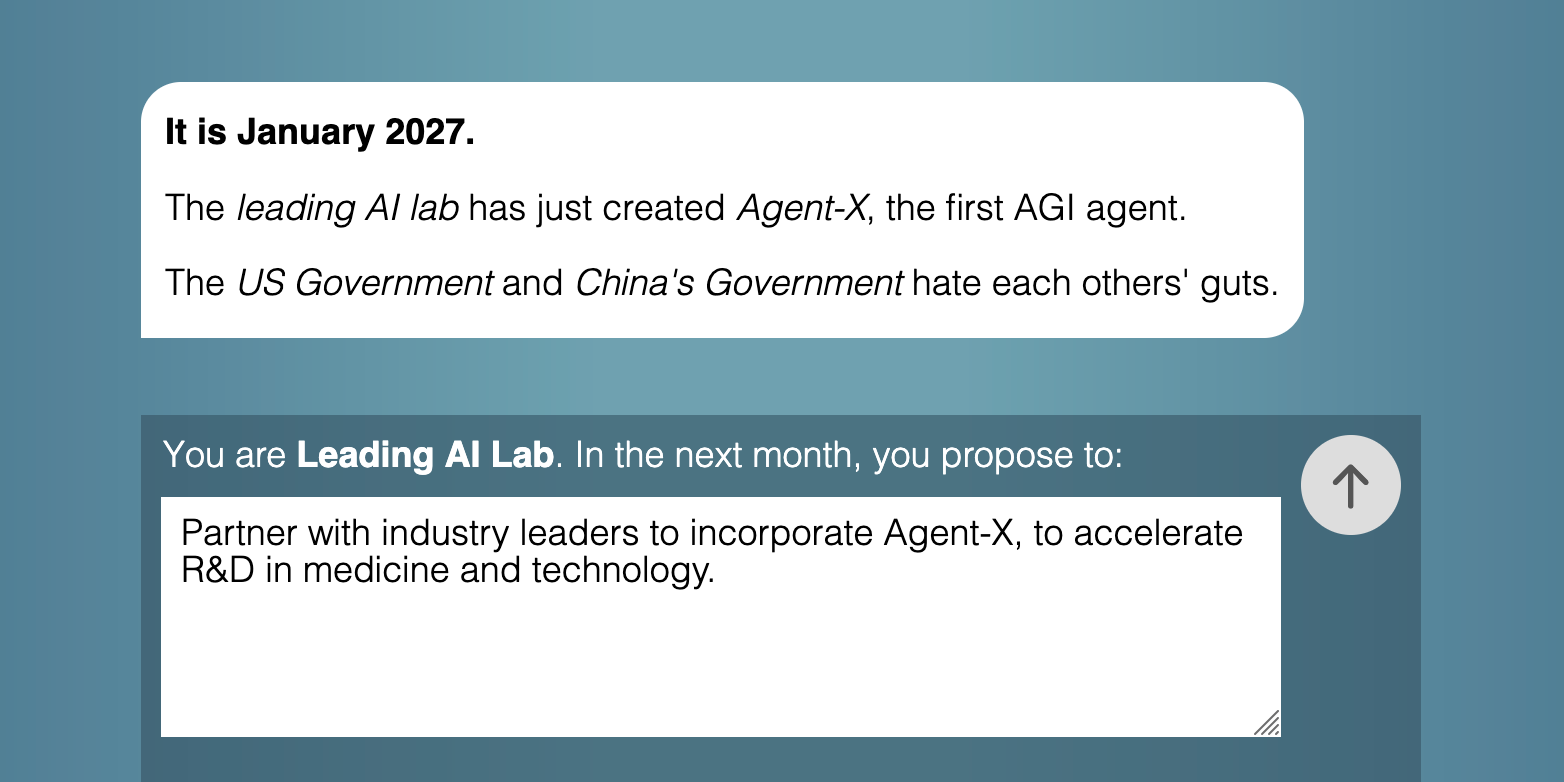 It is January 2027.
The leading AI lab has just created Agent-X, the first AGI agent.
The US Government and China's Government hate each others' guts.
You are Leading AI Lab. In the next month, you propose to:
Partner with industry leaders to incorporate Agent-X, to accelerate
R&D in medicine and technology.